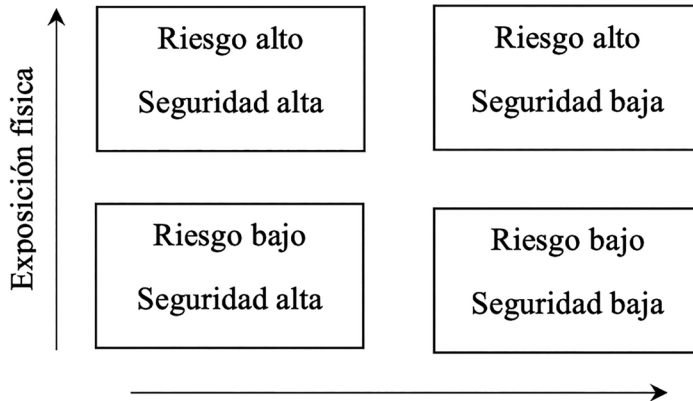 Exposición física
Riesgo alto
Seguridad alta
Riesgo alto
Seguridad baja
Riesgo bajo
Seguridad alta
Riesgo bajo
Seguridad baja